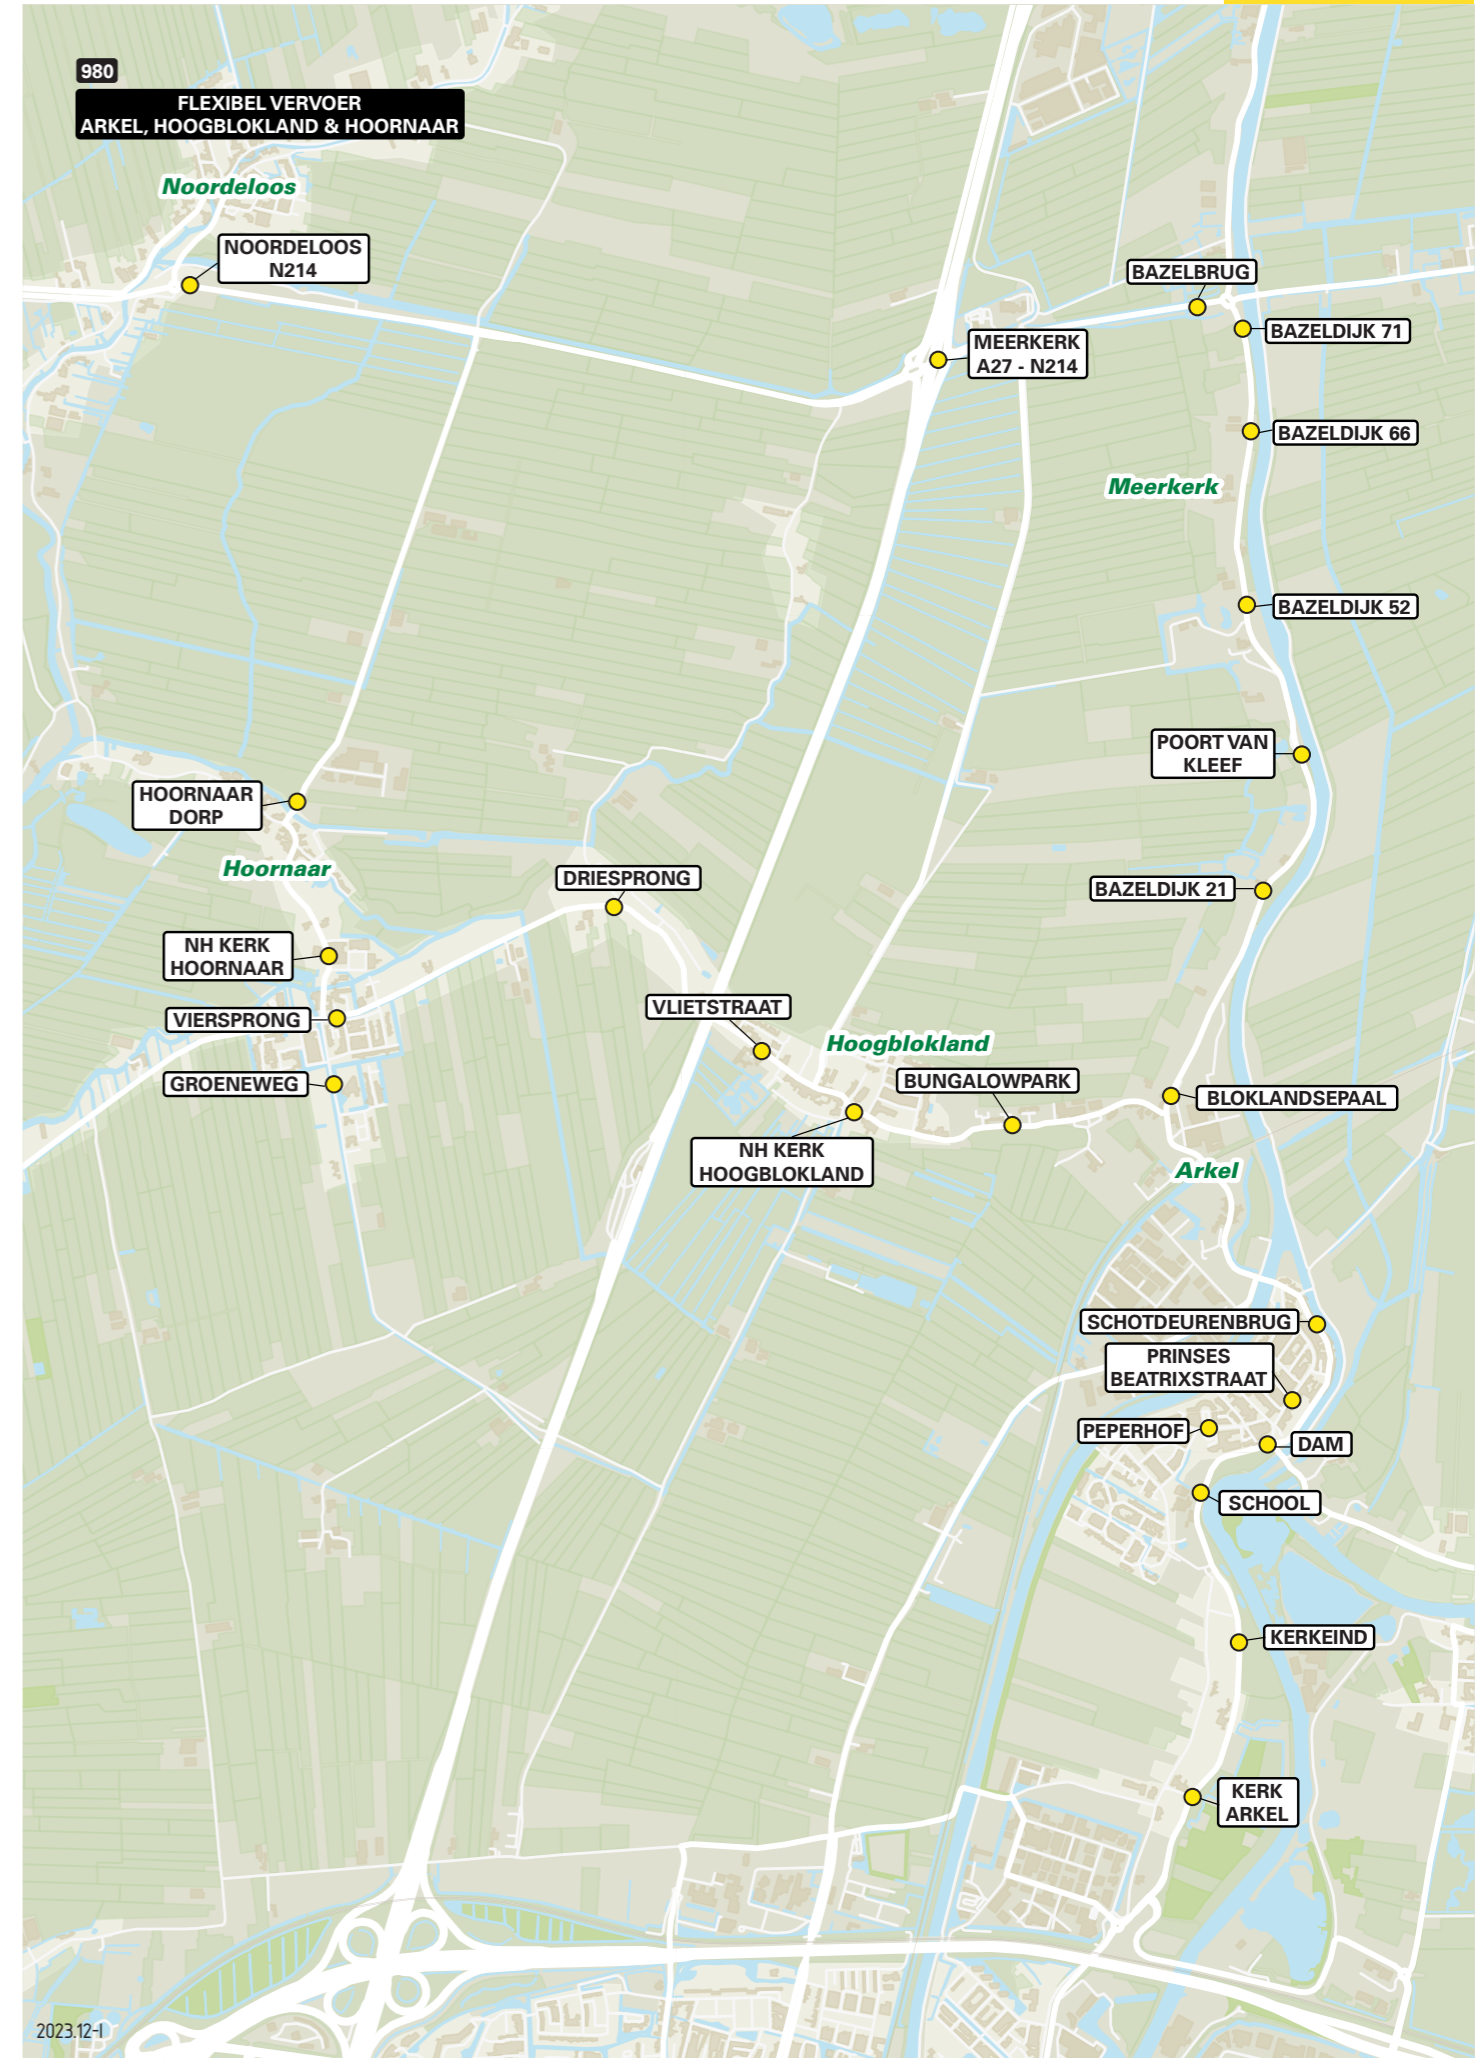 980
FLEXIBEL VERVOER
ARKEL, HOOGBLOKLAND & HOORNAAR
Noordeloos
NOORDELOOS
N214
BAZELBRUG
BAZELDIJK 71
MEERKERK
A27 - N214
BAZELDIJK 66
Meerkerk
BAZELDIJK 52
POORT VAN
KLEEF
HOORNAAR
DORP
Hoornaar
DRIESPRONG
BAZELDIJK 21
NH KERK
HOORNAAR
VIERSPRONG
VLIETSTRAAT
Hoogblokland
GROENEWEG
BUNGALOWPARK
BLOKLANDSEPAAL
NH KERK
HOOGBLOKLAND
Arkel
SCHOTDEURENBRUG
PRINSES
BEATRIXSTRAAT
PEPERHOF
DAM
SCHOOL
KERKEIND
KERK
ARKEL
2023.12-I